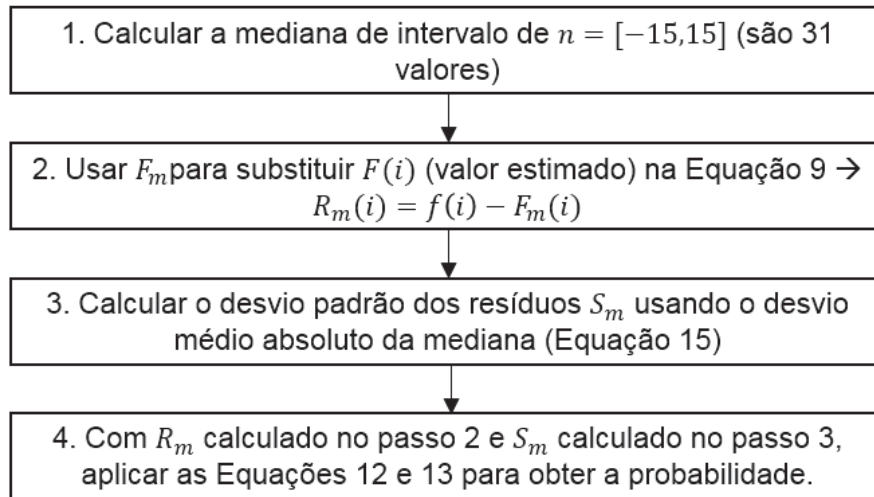 1. Calcular a mediana de intervalo de n = [−15,15] (são 31
valores)
2. Usar F_m para substituir F(i) (valor estimado) na Equação 9 →
R_m(i) = f(i) − F_m(i)
3. Calcular o desvio padrão dos resíduos S_m usando o desvio
médio absoluto da mediana (Equação 15)
4. Com R_m calculado no passo 2 e S_m calculado no passo 3,
aplicar as Equações 12 e 13 para obter a probabilidade.